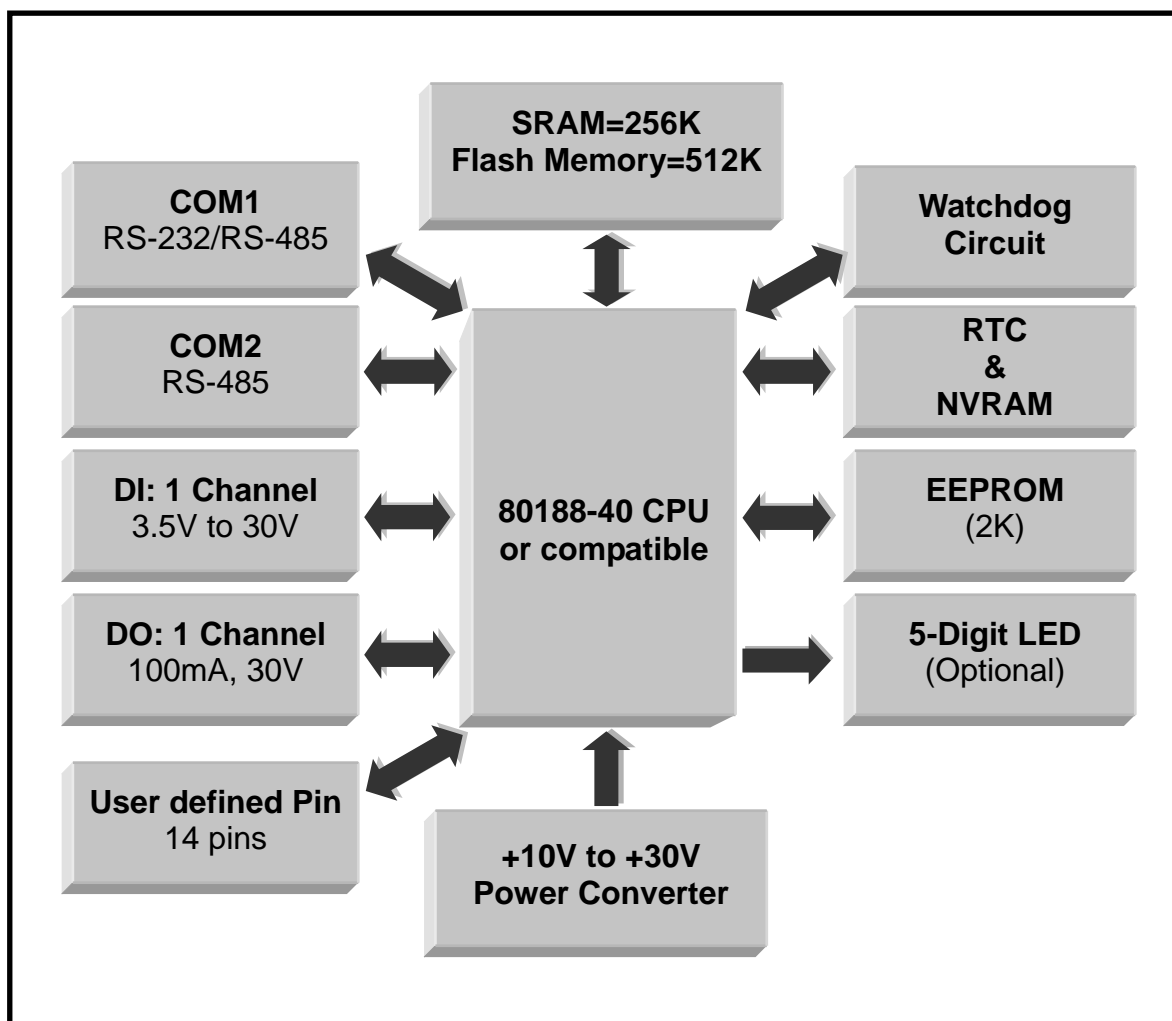 SRAM=256K
Flash Memory=512K
COM1
RS-232/RS-485
Watchdog
Circuit
COM2
RS-485
RTC
&
NVRAM
DI: 1 Channel
3.5V to 30V
80188-40 CPU
or compatible
EEPROM
(2K)
DO: 1 Channel
100mA, 30V
5-Digit LED
(Optional)
User defined Pin
14 pins
+10V to +30V
Power Converter